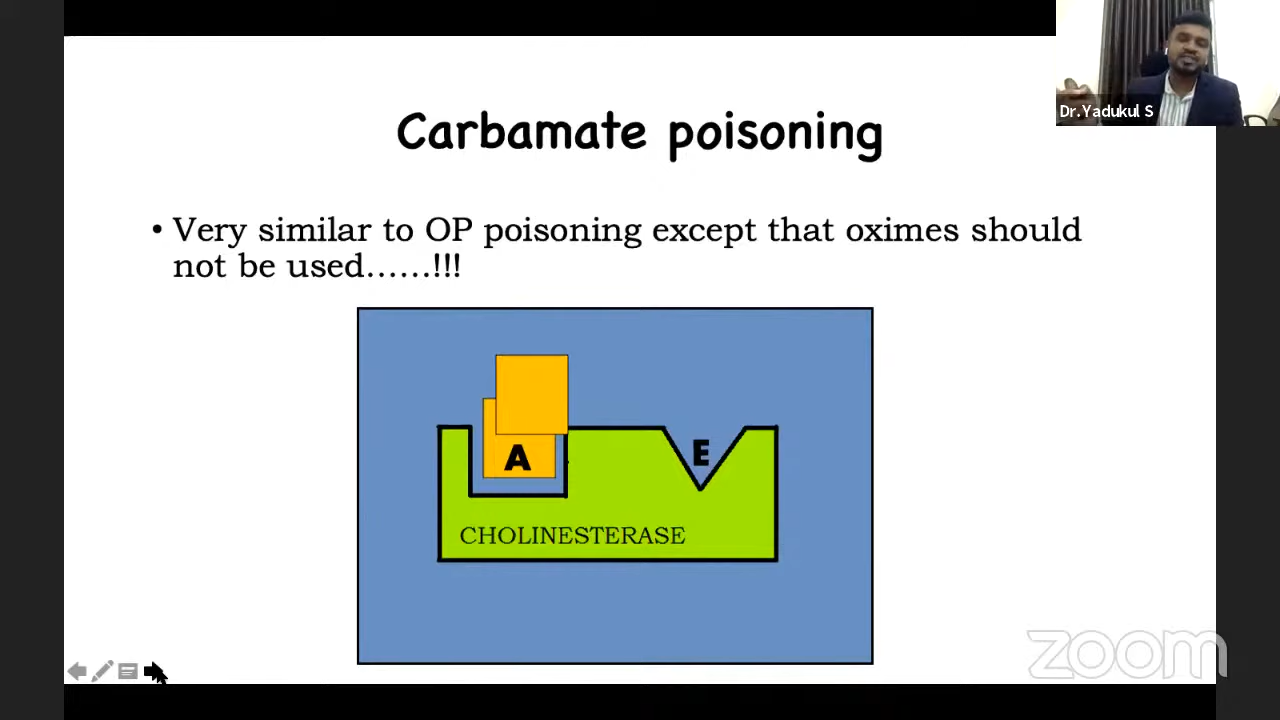 Dr.Yadukul S
Carbamate poisoning
• Very similar to OP poisoning except that oximes should
not be used......!!!
A
E
CHOLINESTERASE
zoom